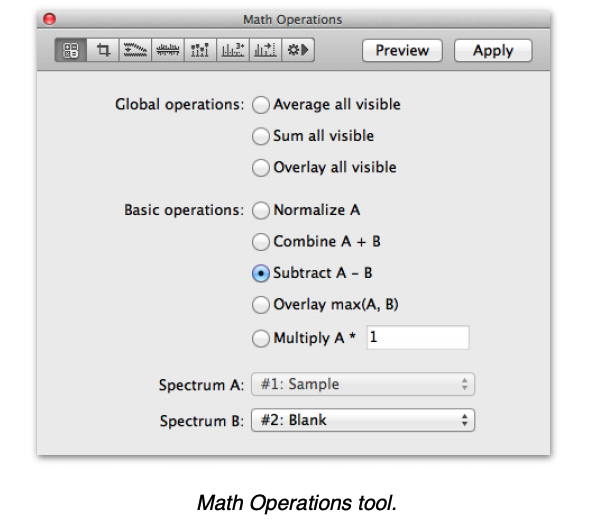 Math Operations
Preview Apply
Global operations: Average all visible
Sum all visible
Overlay all visible
Basic operations: Normalize A
Combine A + B
Subtract A – B
Overlay max(A, B)
Multiply A * 1
Spectrum A: #1: Sample
Spectrum B: #2: Blank
Math Operations tool.